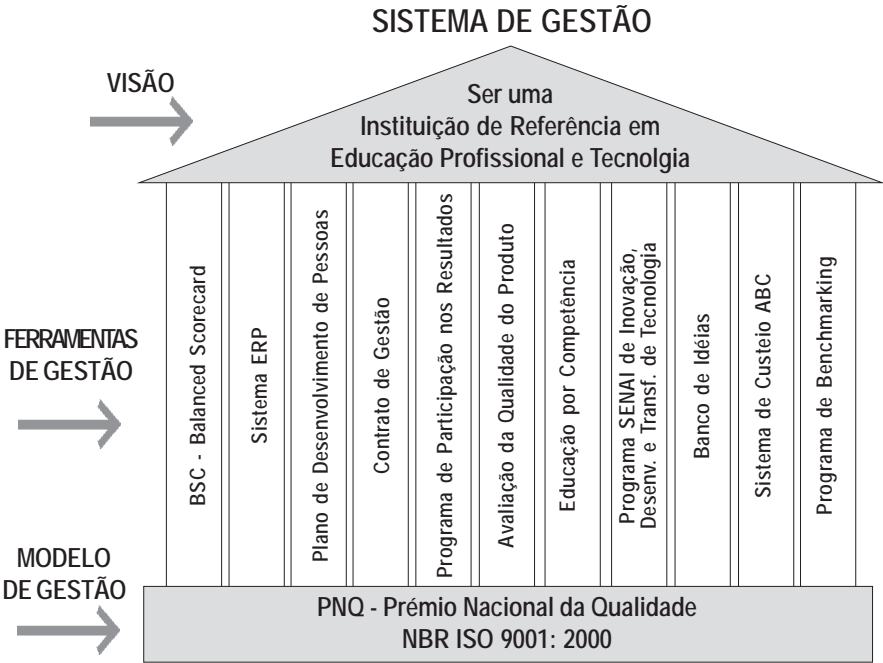 SISTEMA DE GESTÃO
VISÃO
Ser uma
Instituição de Referência em
Educação Profissional e Tecnolgia
FERRAMENTAS
DE GESTÃO
BSC - Balanced Scorecard
Sistema ERP
Plano de Desenvolvimento de Pessoas
Contrato de Gestão
Programa de Participação nos Resultados
Avaliação da Qualidade do Produto
Educação por Competência
Programa SENAI de Inovação,
Desenv. e Transf. de Tecnologia
Banco de Idéias
Sistema de Custeio ABC
Programa de Benchmarking
MODELO
DE GESTÃO
PNQ - Prémio Nacional da Qualidade
NBR ISO 9001: 2000